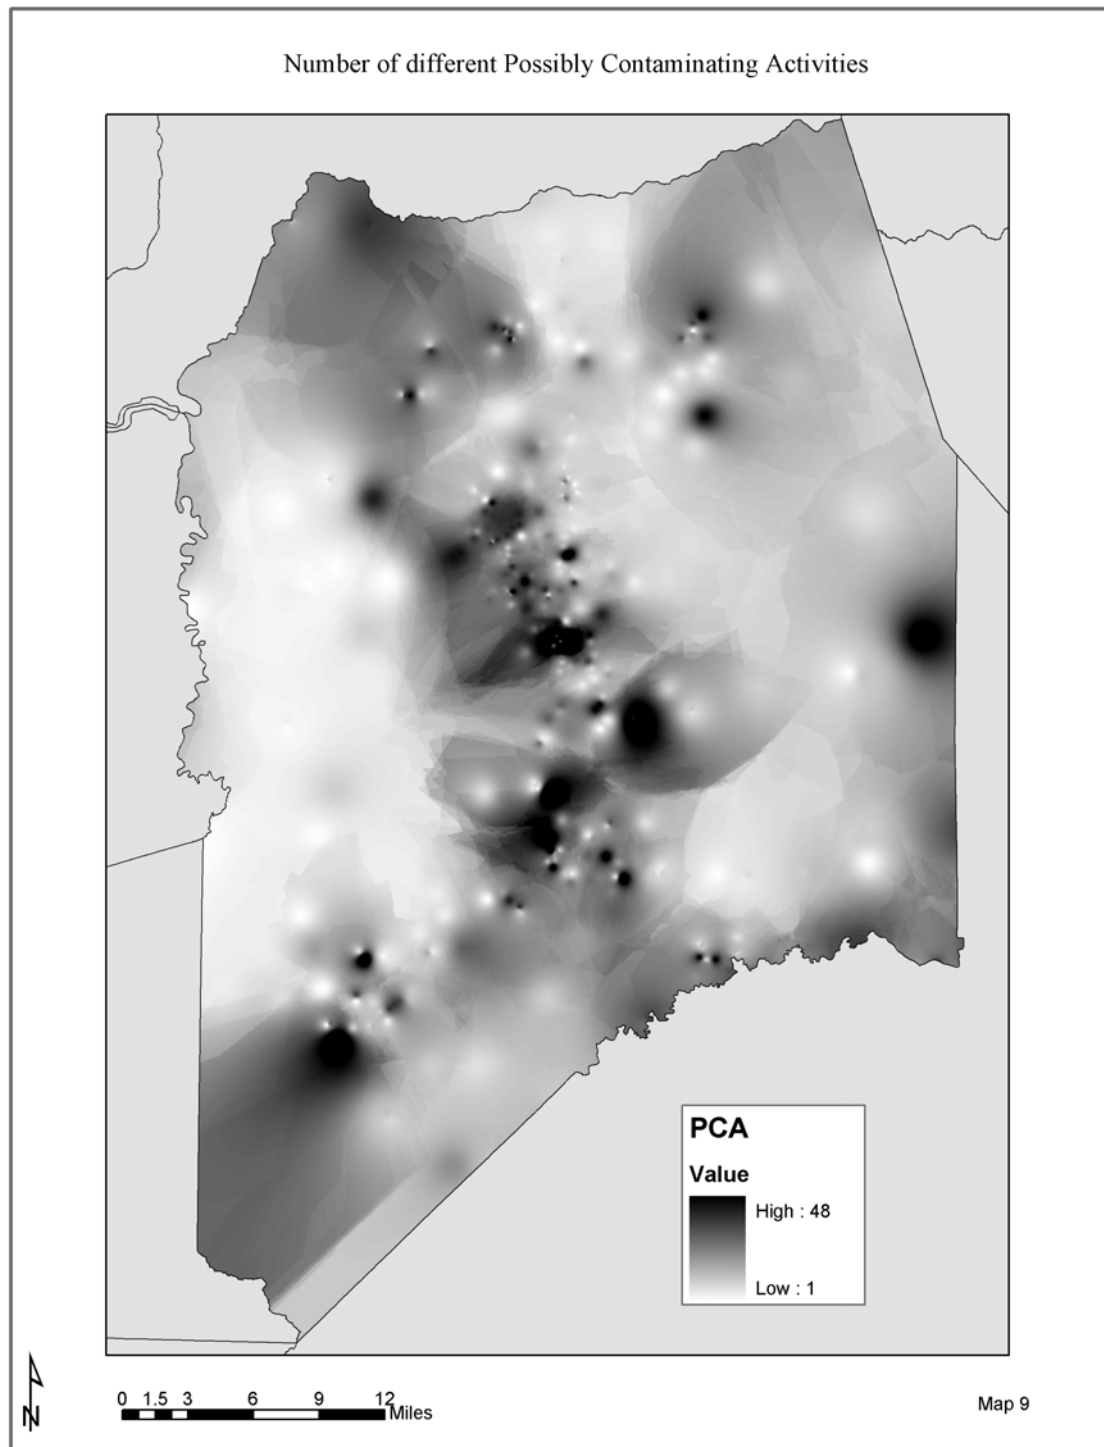 Number of different Possibly Contaminating Activities
PCA
Value
High : 48
Low : 1
N
0 1.5 3 6 9 12
Miles
Map 9